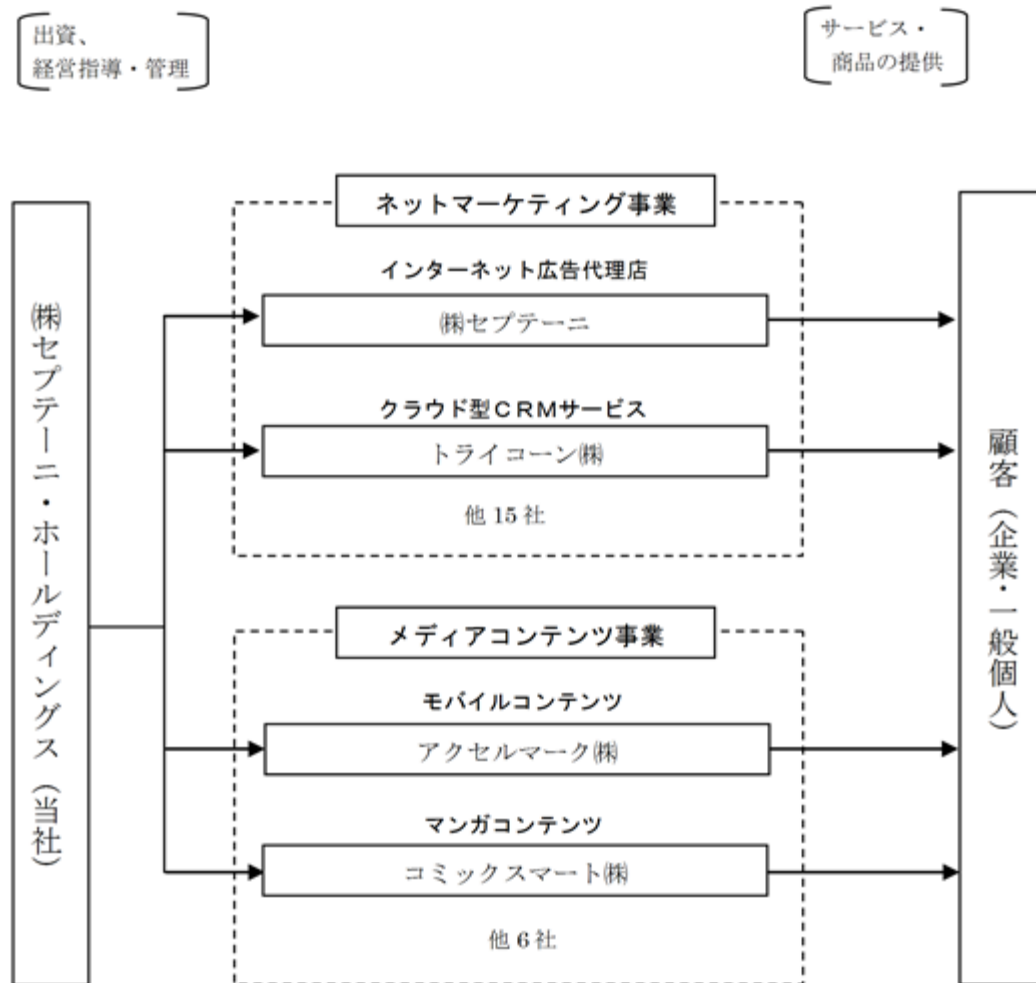 出資、
経営指導・管理
サービス・
商品の提供
㈱セプテーニ・ホールディングス（当社）
ネットマーケティング事業
インターネット広告代理店
㈱セプテーニ
クラウド型ＣＲＭサービス
トライコーン㈱
他 15 社
メディアコンテンツ事業
モバイルコンテンツ
アクセルマーク㈱
マンガコンテンツ
コミックスマート㈱
他 6 社
顧客（企業・一般個人）